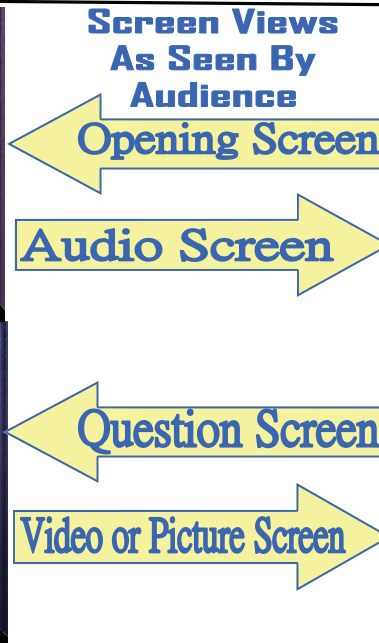 Screen Views
As Seen By
Audience
Opening Screen
Audio Screen
Question Screen
Video or Picture Screen